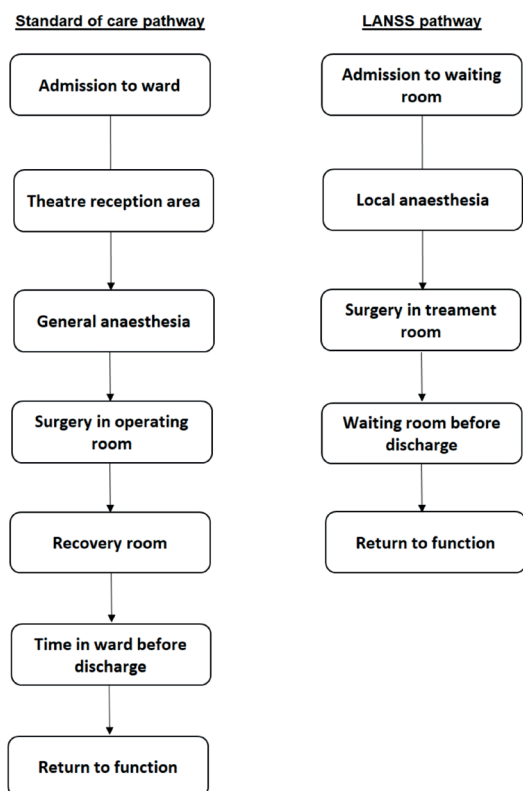 Standard of care pathway
Admission to ward
Theatre reception area
General anaesthesia
Surgery in operating
room
Recovery room
Time in ward before
discharge
Return to function
LANSS pathway
Admission to waiting
room
Local anaesthesia
Surgery in treament
room
Waiting room before
discharge
Return to function